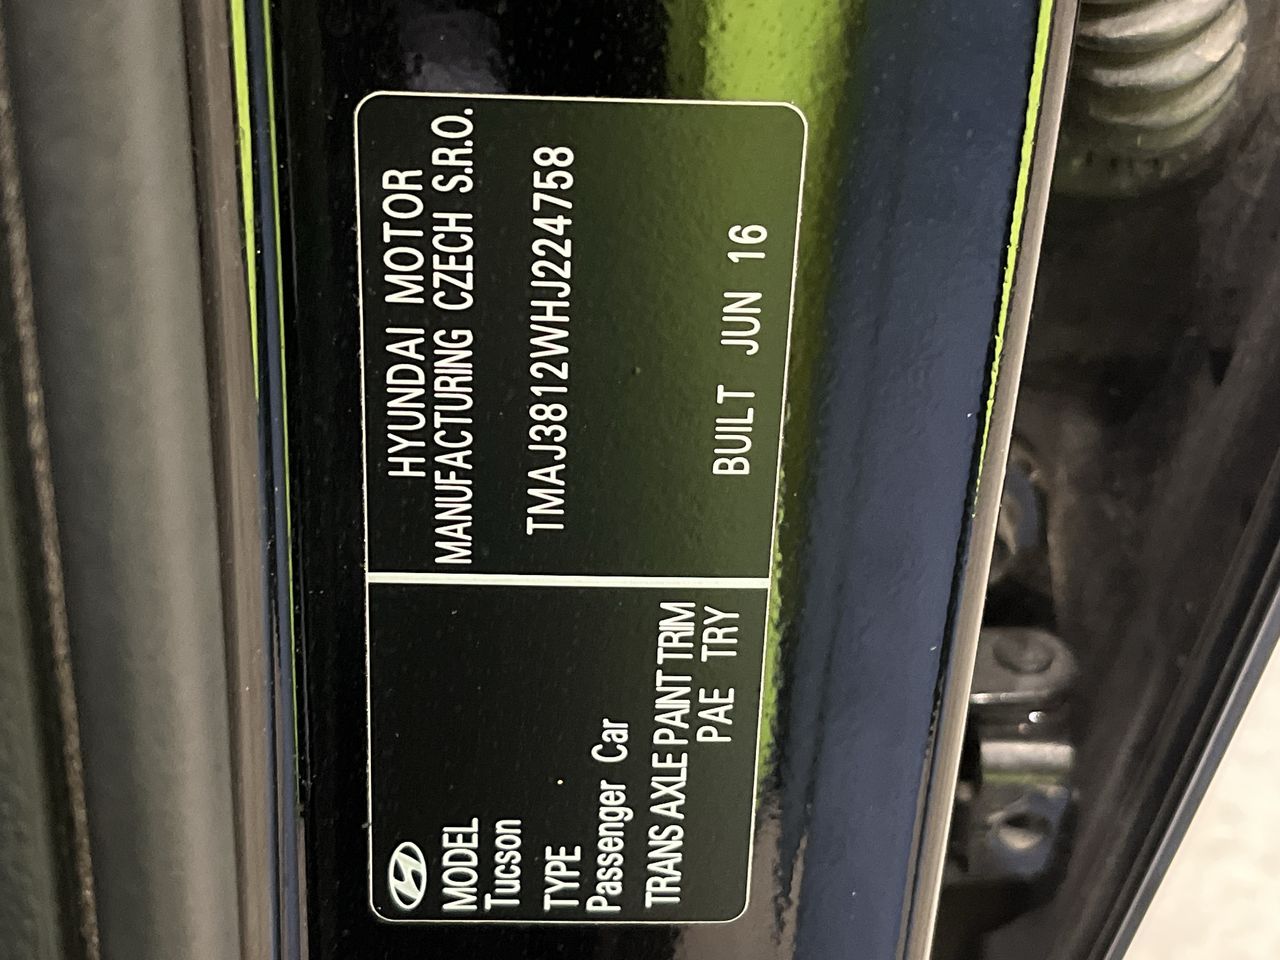 MODEL
Tucson
TYPE
Passenger Car
TRANS AXLE PAINT TRIM
PAE TRY
HYUNDAI MOTOR
MANUFACTURING CZECH S.R.O.
TMAJ3812WHJ224758
BUILT JUN 16